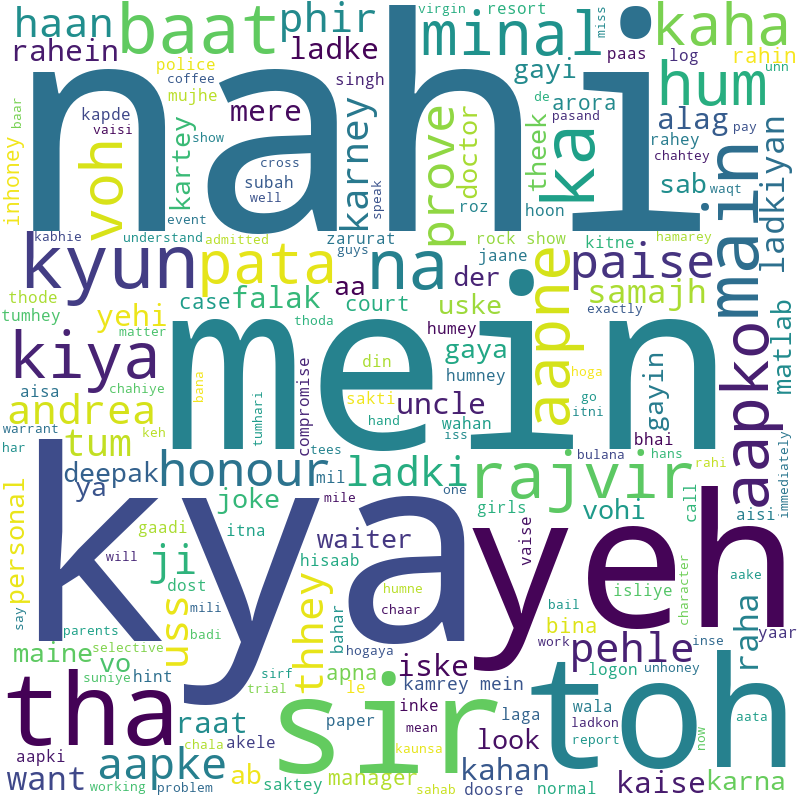 haan baat phir minal kaha
virgin resort miss
rahein ladke gayi paas log rahin
police coffee singh
nahi
kapde mujhe mere arora hum
vaisi baar show
inhoney voh kartey karney prove doctor theek ka alag
de pasand unn pay
cross subah well speak roz hoon rahey chahtey sab waqt
event guys main ladkiyan
kabhie understand admitted zarurat rock show kitne hamarey
kyun pata na jaane paise
thode case falak aa der samajh
tumhey yehi court uske exactly
matter thoda humey aapne
mein
kiya compromise din gaya gayin aapko matlab
aisa chahiye bana sakti humney hoga
andrea tumhari uncle wahan go itni
warrant keh hand iss bhai
har tum tees bulana hans rahi
deepak honour mil ladki rajvir
ya mile one call aisi immediately
personal gaadi joke itna girls vohi
kya yeh
ji waiter vaise
dost hisaab isliye character aake
say will mili uss humne chaar bail
parents badi thhey bahar hogaya bina work inse pehle raha yaar
maine vo selective
suniye hint sirf apna iske logon unhoney
tha trial le kamrey mein wala
sir toh
raat paper inke laga ladkon
aapki chala akele mean kaunsa look report now aata
want aapke ab manager kahan kaise karna
working problem saktey sahab doosre normal